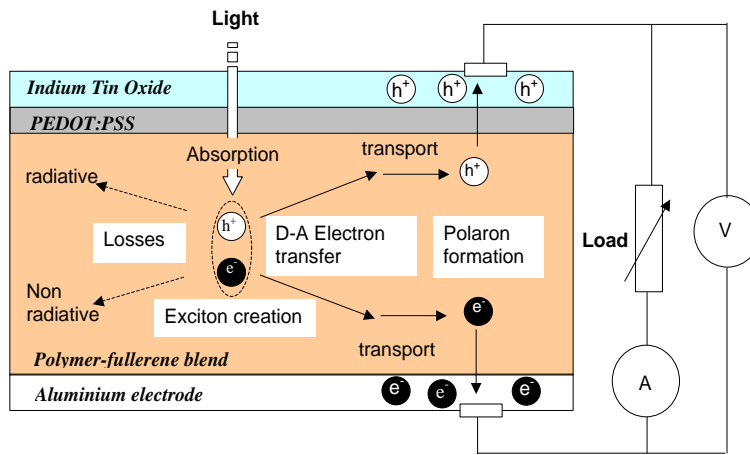 Light
Indium Tin Oxide
h⁺ h⁺ h⁺
PEDOT:PSS
Absorption
transport
radiative
h⁺
h⁺
Losses
D-A Electron
transfer
Polaron
formation
Load
V
e⁻
Non
radiative
Exciton creation
e⁻
transport
Polymer-fullerene blend
Aluminium electrode
e⁻ e⁻ e⁻
A